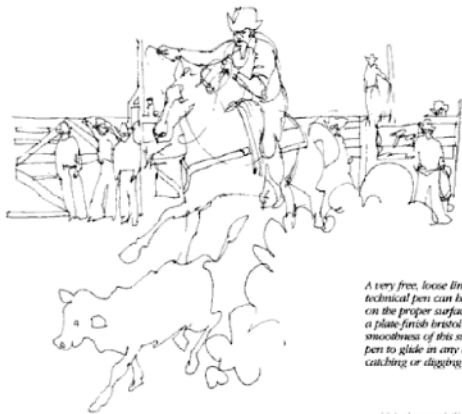 A very free, loose lin
technical pen can h
on the proper surfac
a plate-finish bristol
smoothness of this su
pen to glide in any
catching or digging